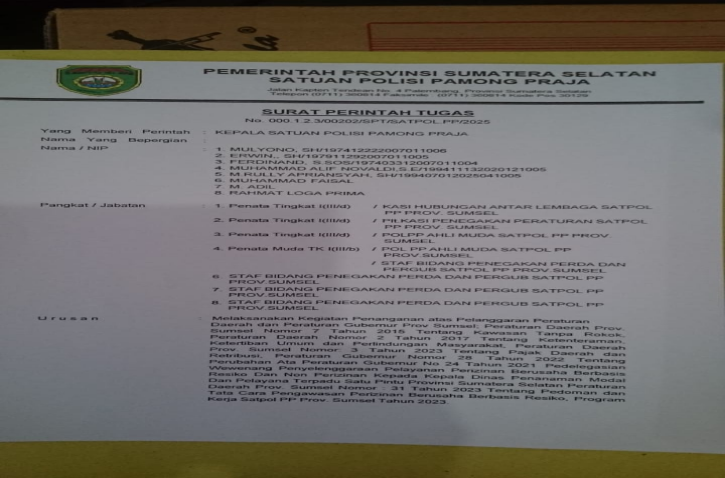 PEMERINTAH PROVINSI SUMATERA SELATAN
SATUAN POLISI PAMONG PRAJA
Jalan Kapten Tendean No. 4 Palembang, Provinsi Sumatera Selatan
Telepon (0711) 360614 Faksimile : (0711) 360614 Kode Pos 30129
SURAT PERINTAH TUGAS
No. 000.1.2.3/00202/SPT/SATPOL.PP/2025
Yang Memberi Perintah : KEPALA SATUAN POLISI PAMONG PRAJA
Nama Yang Bepergian :
Nama / NIP : 1. MULYONO, SH/197412222007011006
2. ERWIN,. SH/197911292007011005
3. FERDINAND, S.SOS/197403312007011004
4. MUHAMMAD ALIF NOVALDI,S.E/199411132020121005
5. M.RULLY APRIANSYAH, SH/199407012025041005
6. MUHAMMAD FAISAL
7. M. ADIL
8. RAHMAT LOGA PRIMA
Pangkat / Jabatan : 1. Penata Tingkat I(III/d) / KASI HUBUNGAN ANTAR LEMBAGA SATPOL
PP PROV. SUMSEL
2. Penata Tingkat I(III/d) / PILKASI PENEGAKAN PERATURAN SATPOL
PP PROV. SUMSEL
3. Penata Tingkat I(III/d) / POLPP AHLI MUDA SATPOL PP PROV.
SUMSEL
4. Penata Muda TK I(III/b) / POL PP AHLI MUDA SATPOL PP
PROV.SUMSEL
/ STAF BIDANG PENEGAKAN PERDA DAN
PERGUB SATPOL PP PROV.SUMSEL
6. STAF BIDANG PENEGAKAN PERDA DAN PERGUB SATPOL PP
PROV.SUMSEL
7. STAF BIDANG PENEGAKAN PERDA DAN PERGUB SATPOL PP
PROV.SUMSEL
8. STAF BIDANG PENEGAKAN PERDA DAN PERGUB SATPOL PP
PROV.SUMSEL
U r u s a n : Melaksanakan Kegiatan Penanganan atas Pelanggaran Peraturan
Daerah dan Peraturan Gubernur Prov Sumsel; Peraturan Daerah Prov.
Sumsel Nomor 7 Tahun 2015 Tentang Kawasan Tanpa Rokok,
Peraturan Daerah Nomor 2 Tahun 2017 Tentang Ketenteraman,
Ketertiban Umum dan Perlindungan Masyarakat, Peraturan Daerah
Prov. Sumsel Nomor: 3 Tahun 2023 Tentang Pajak Daerah dan
Retribusi, Peraturan Gubernur Nomor 28 Tahun 2022 Tentang
Perubahan Ata Peraturan Gubernur No 24 Tahun 2021 Pedelegasian
Wewenang Penyelenggaraan Pelayanan Perizinan Berusaha Berbasis
Resiko Dan Non Perizinan Kepada Kepala Dinas Penanaman Modal
Dan Pelayana Terpadu Satu Pintu Provinsi Sumatera Selatan Peraturan
Daerah Prov. Sumsel Nomor : 31 Tahun 2023 Tentang Pedoman dan
Tata Cara Pengawasan Perizinan Berusaha Berbasis Resiko, Program
Kerja Satpol PP Prov. Sumsel Tahun 2023.